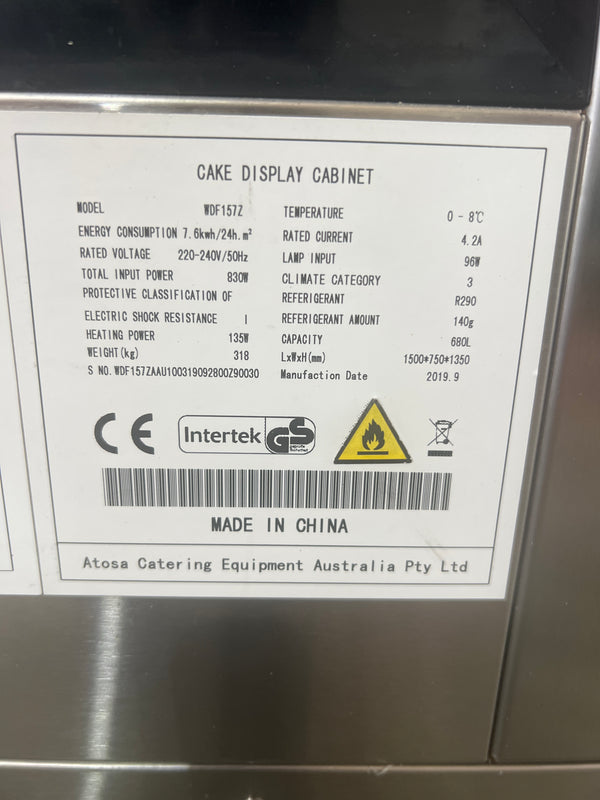 CAKE DISPLAY CABINET
MODEL WDF157Z
ENERGY CONSUMPTION 7.6kwh/24h.m²
RATED VOLTAGE 220-240V/50Hz
TOTAL INPUT POWER 830W
PROTECTIVE CLASSIFICATION OF
ELECTRIC SHOCK RESISTANCE I
HEATING POWER 135W
WEIGHT(kg) 318
S NO. WDF157ZAAU100319092800Z90030
TEMPERATURE 0-8℃
RATED CURRENT 4.2A
LAMP INPUT 96W
CLIMATE CATEGORY 3
REFRIGERANT R290
REFRIGERANT AMOUNT 140g
CAPACITY 680L
LxWxH(mm) 1500*750*1350
Manufaction Date 2019.9
CE
Intertek GS
MADE IN CHINA
Atosa Catering Equipment Australia Pty Ltd